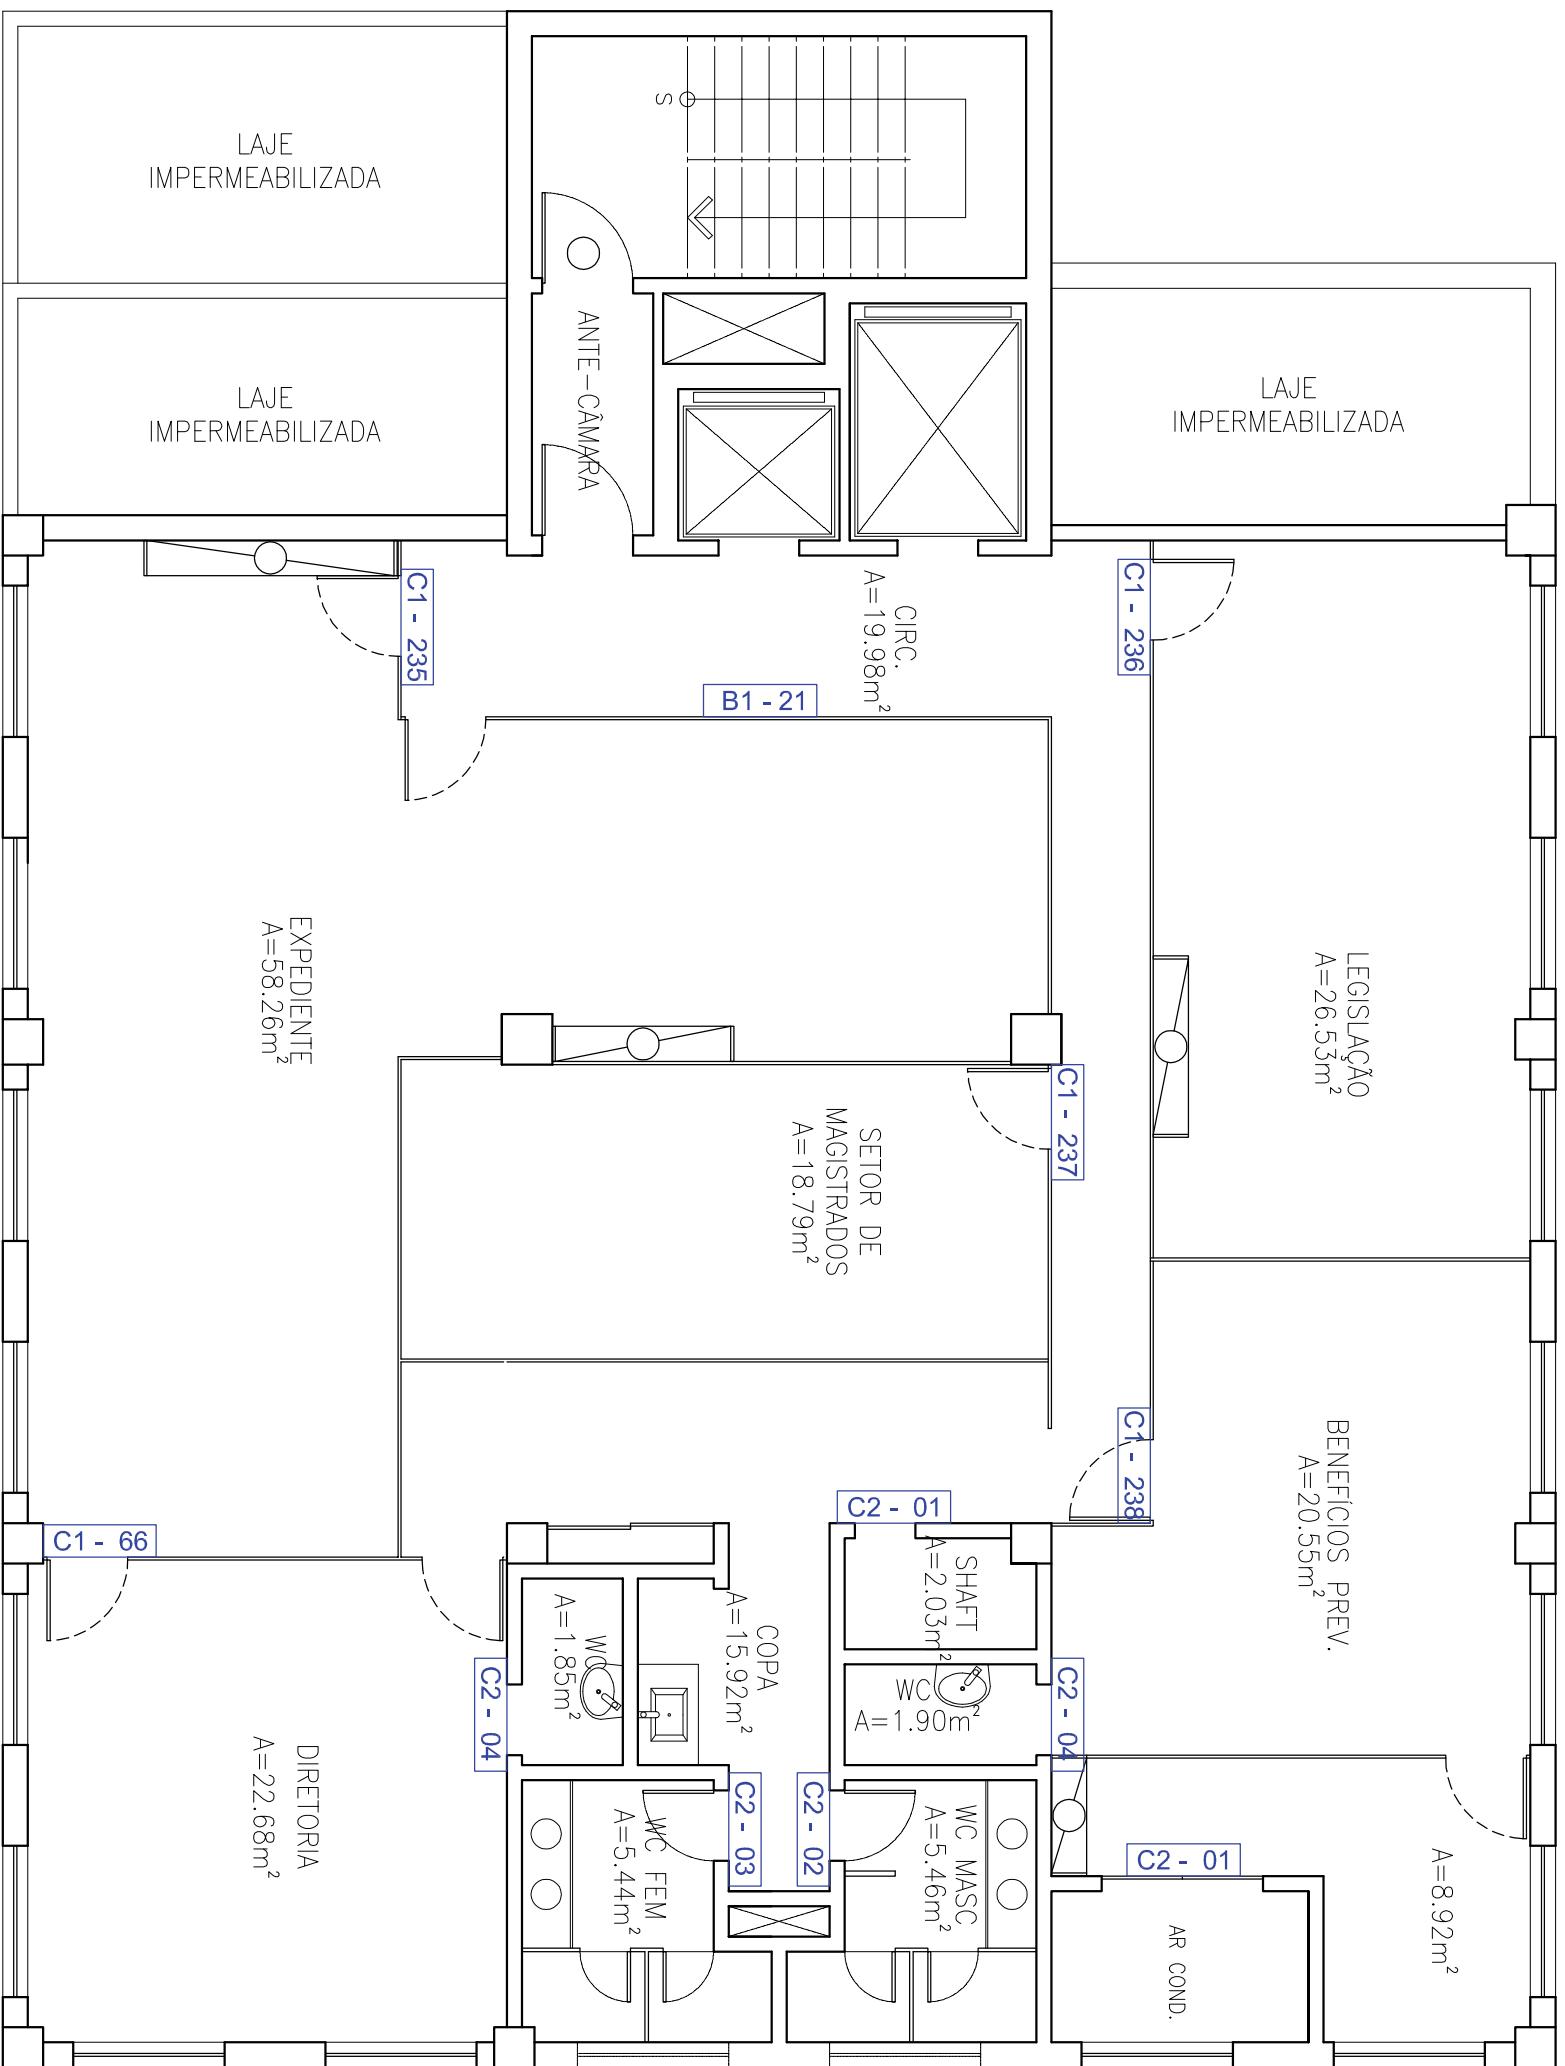 S
LAJE
IMPERMEABILIZADA
ANTE-CÂMARA
LAJE
IMPERMEABILIZADA
LAJE
IMPERMEABILIZADA
C1 - 235
CIRC.
A=19.98m²
C1 - 236
B1 - 21
EXPEDIENTE
A=58.26m²
LEGISLAÇÃO
A=26.53m²
C1 - 237
SETOR DE
MAGISTRADOS
A=18.79m²
C1 - 238
BENEFÍCIOS PREV.
A=20.55m²
C2 - 01
C1 - 66
SHAFT
A=2.03m²
WC
A=1.85m²
COPA
A=15.92m²
C2 - 04
WC
A=1.90m²
C2 - 04
DIRETORIA
A=22.68m²
C2 - 03
C2 - 02
WC FEM
A=5.44m²
WC MASC
A=5.46m²
C2 - 01
A=8.92m²
AR COND.